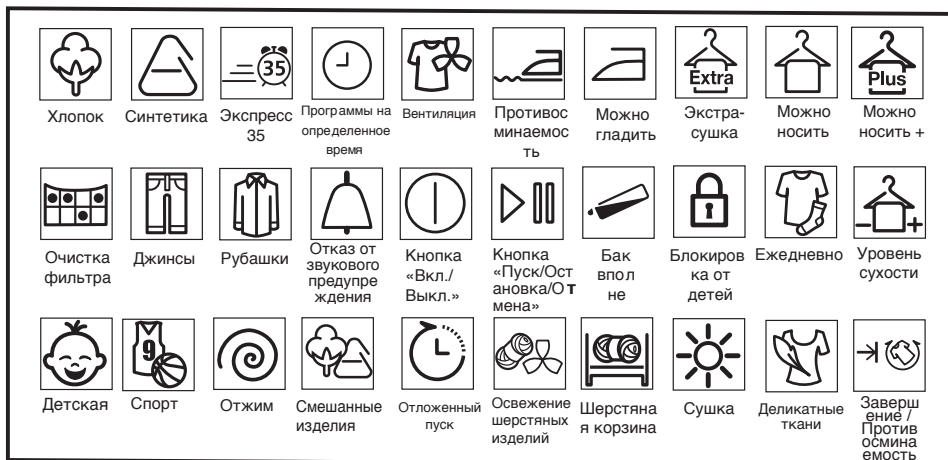 35
Extra
Plus
Хлопок
Синтетика
Экспресс
35
Программы на
определенное
время
Вентиляция
Противос
минаемос
ть
Можно
гладить
Экстра-
сушка
Можно
носить
Можно
носить +
Очистка
фильтра
Джинсы
Рубашки
Отказ от
звукового
предупре
ждения
Кнопка
«Вкл./
Выкл.»
Кнопка
«Пуск/Ост
ановка/От
мена»
Бак
впол
не
Блокиров
ка от
детей
Ежедневно
Уровень
сухости
9
Детская
Спорт
Отжим
Смешанные
изделия
Отложенный
пуск
Освежение
шерстяных
изделий
Шерстяна
я корзина
Сушка
Деликатные
ткани
Заверш
ение /
Против
осмина
емость